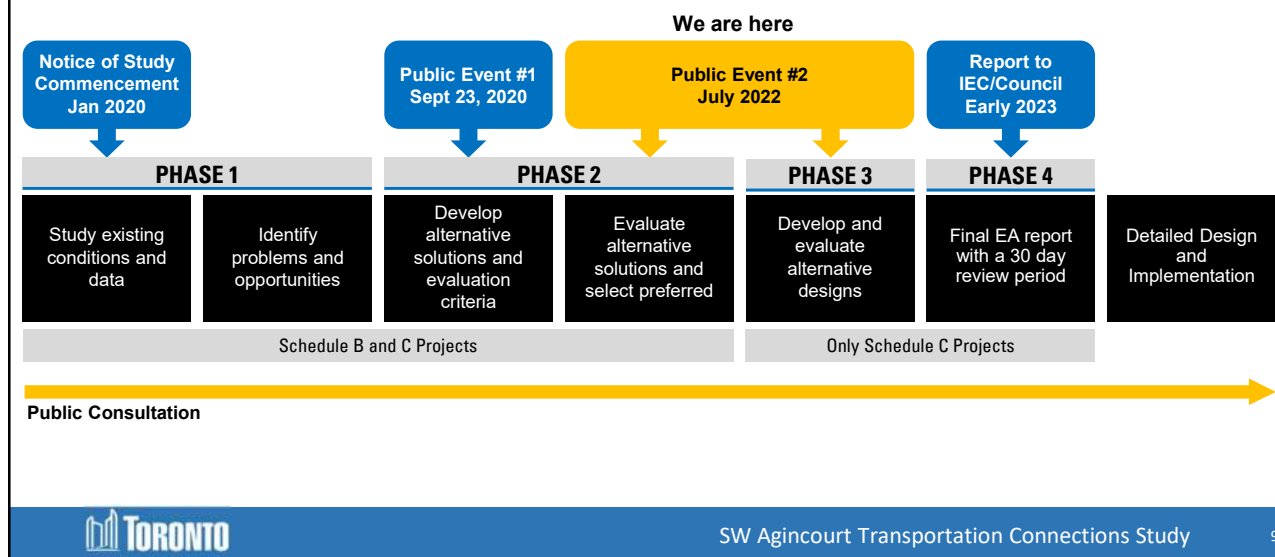 We are here
Notice of Study
Commencement
Jan 2020
Public Event #1
Sept 23, 2020
Public Event #2
July 2022
Report to
IEC/Council
Early 2023
PHASE 1
PHASE 2
PHASE 3
PHASE 4
Study existing
conditions and
data
Identify
problems and
opportunities
Develop
alternative
solutions and
evaluation
criteria
Evaluate
alternative
solutions and
select preferred
Develop and
evaluate
alternative
designs
Final EA report
with a 30 day
review period
Detailed Design
and
Implementation
Schedule B and C Projects
Only Schedule C Projects
Public Consultation
TORONTO
SW Agincourt Transportation Connections Study
9